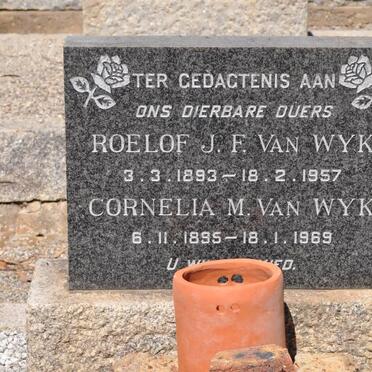 TER GEDAGTENIS AAN
ONS DIERBARE OUERS
ROELOF J. F. VAN WYK
3.3.1893–18.2.1957
CORNELIA M. VAN WYK
6.11.1895–18.1.1969
U